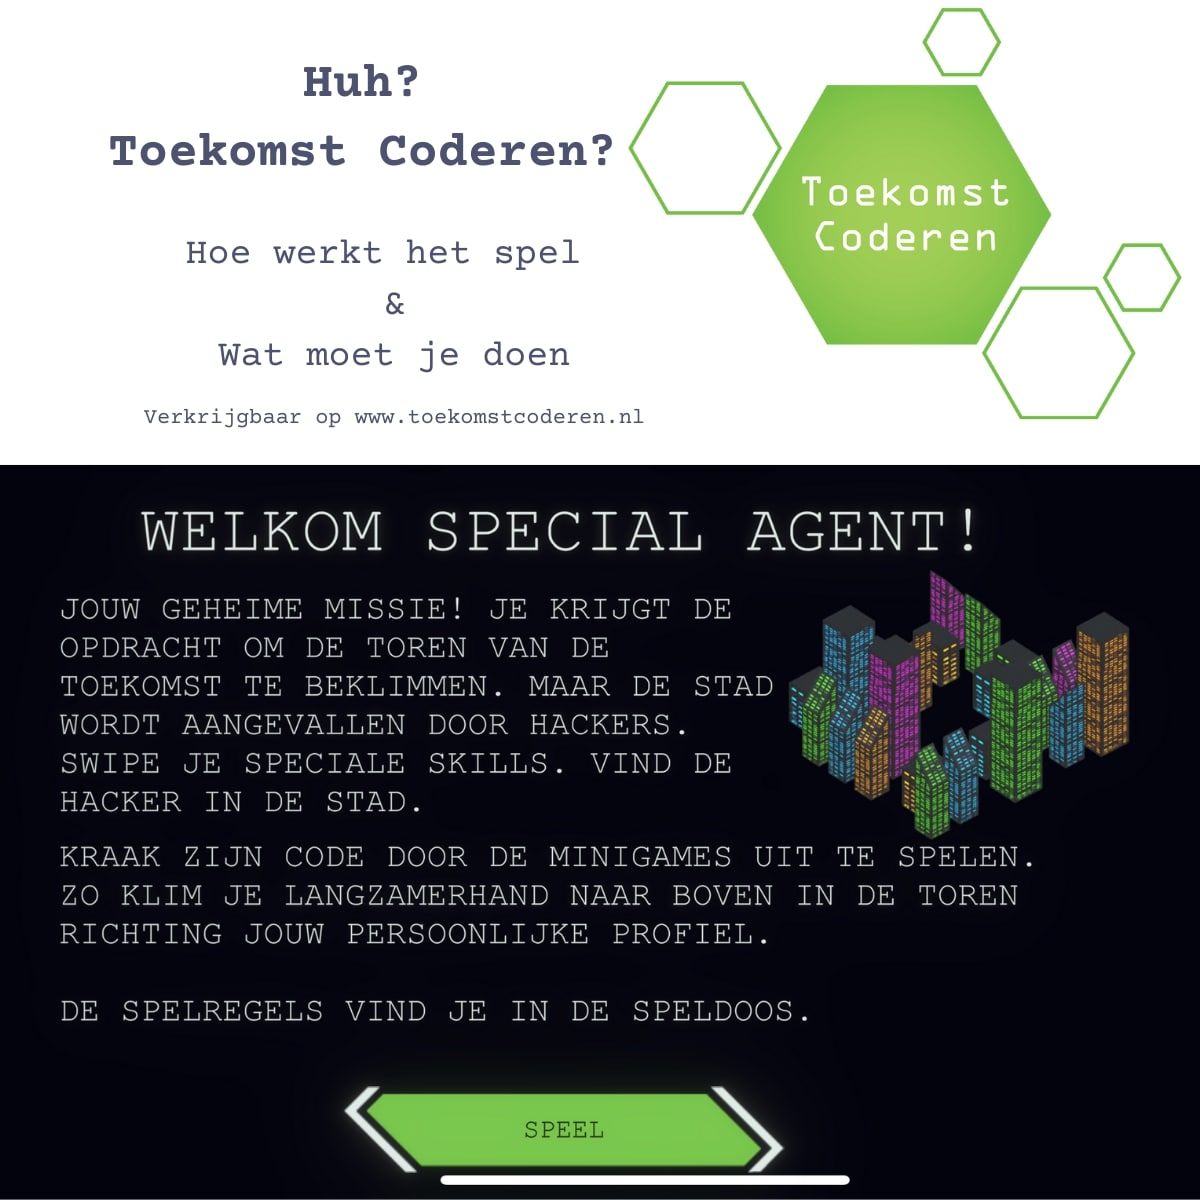 Huh?
Toekomst Coderen?
Hoe werkt het spel
&
Wat moet je doen
Verkrijgbaar op www.toekomstcoderen.nl
Toekomst
Coderen
WELKOM SPECIAL AGENT!
JOUW GEHEIME MISSIE! JE KRIJGT DE
OPDRACHT OM DE TOREN VAN DE
TOEKOMST TE BEKLIMMEN. MAAR DE STAD
WORDT AANGEVALLEN DOOR HACKERS.
SWIPE JE SPECIALE SKILLS. VIND DE
HACKER IN DE STAD.
KRAAK ZIJN CODE DOOR DE MINIGAMES UIT TE SPELEN.
ZO KLIM JE LANGZAMERHAND NAAR BOVEN IN DE TOREN
RICHTING JOUW PERSOONLIJKE PROFIEL.
DE SPELREGELS VIND JE IN DE SPELDOOS.
SPEEL